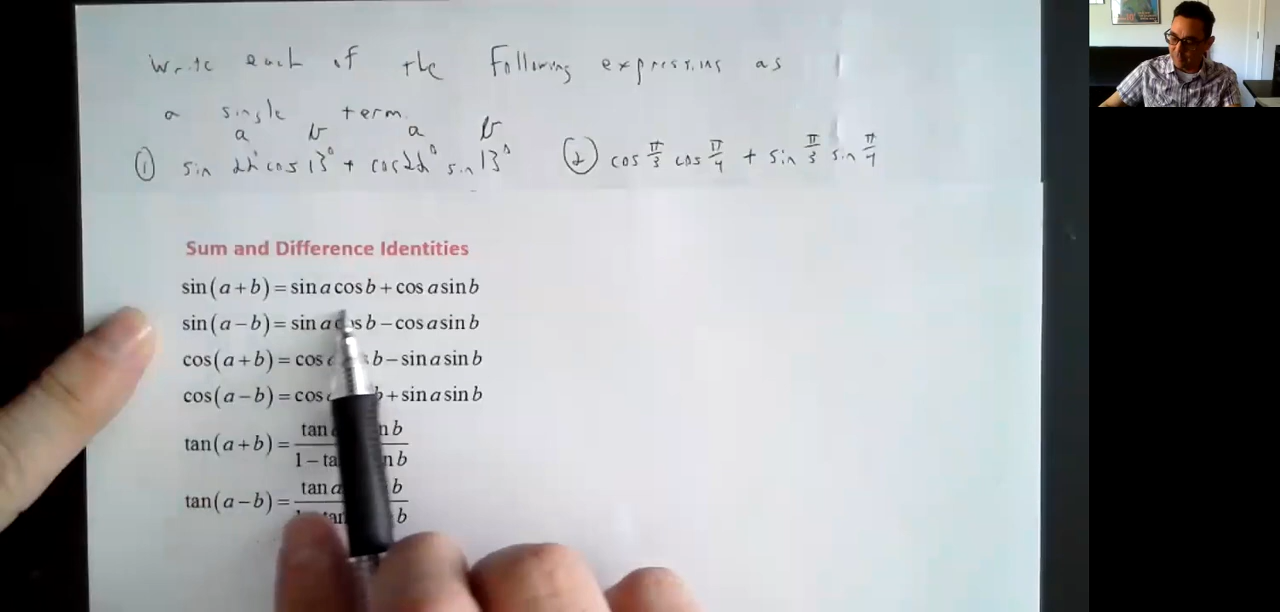 Write each of the Following expressions as
a single term.
a b a b
① sin 22° cos 13° + cos 22° sin 13° ② cos π/3 cos π/4 + sin π/3 sin π/4
Sum and Difference Identities
sin(a+b)=sin a cos b+cos a sin b
sin(a−b)=sin a cos b−cos a sin b
cos(a+b)=cos b−sin a sin b
cos(a−b)=cos b+sin a sin b
tan(a+b)= tan b
1−ta b
tan(a−b)= tan a b
b